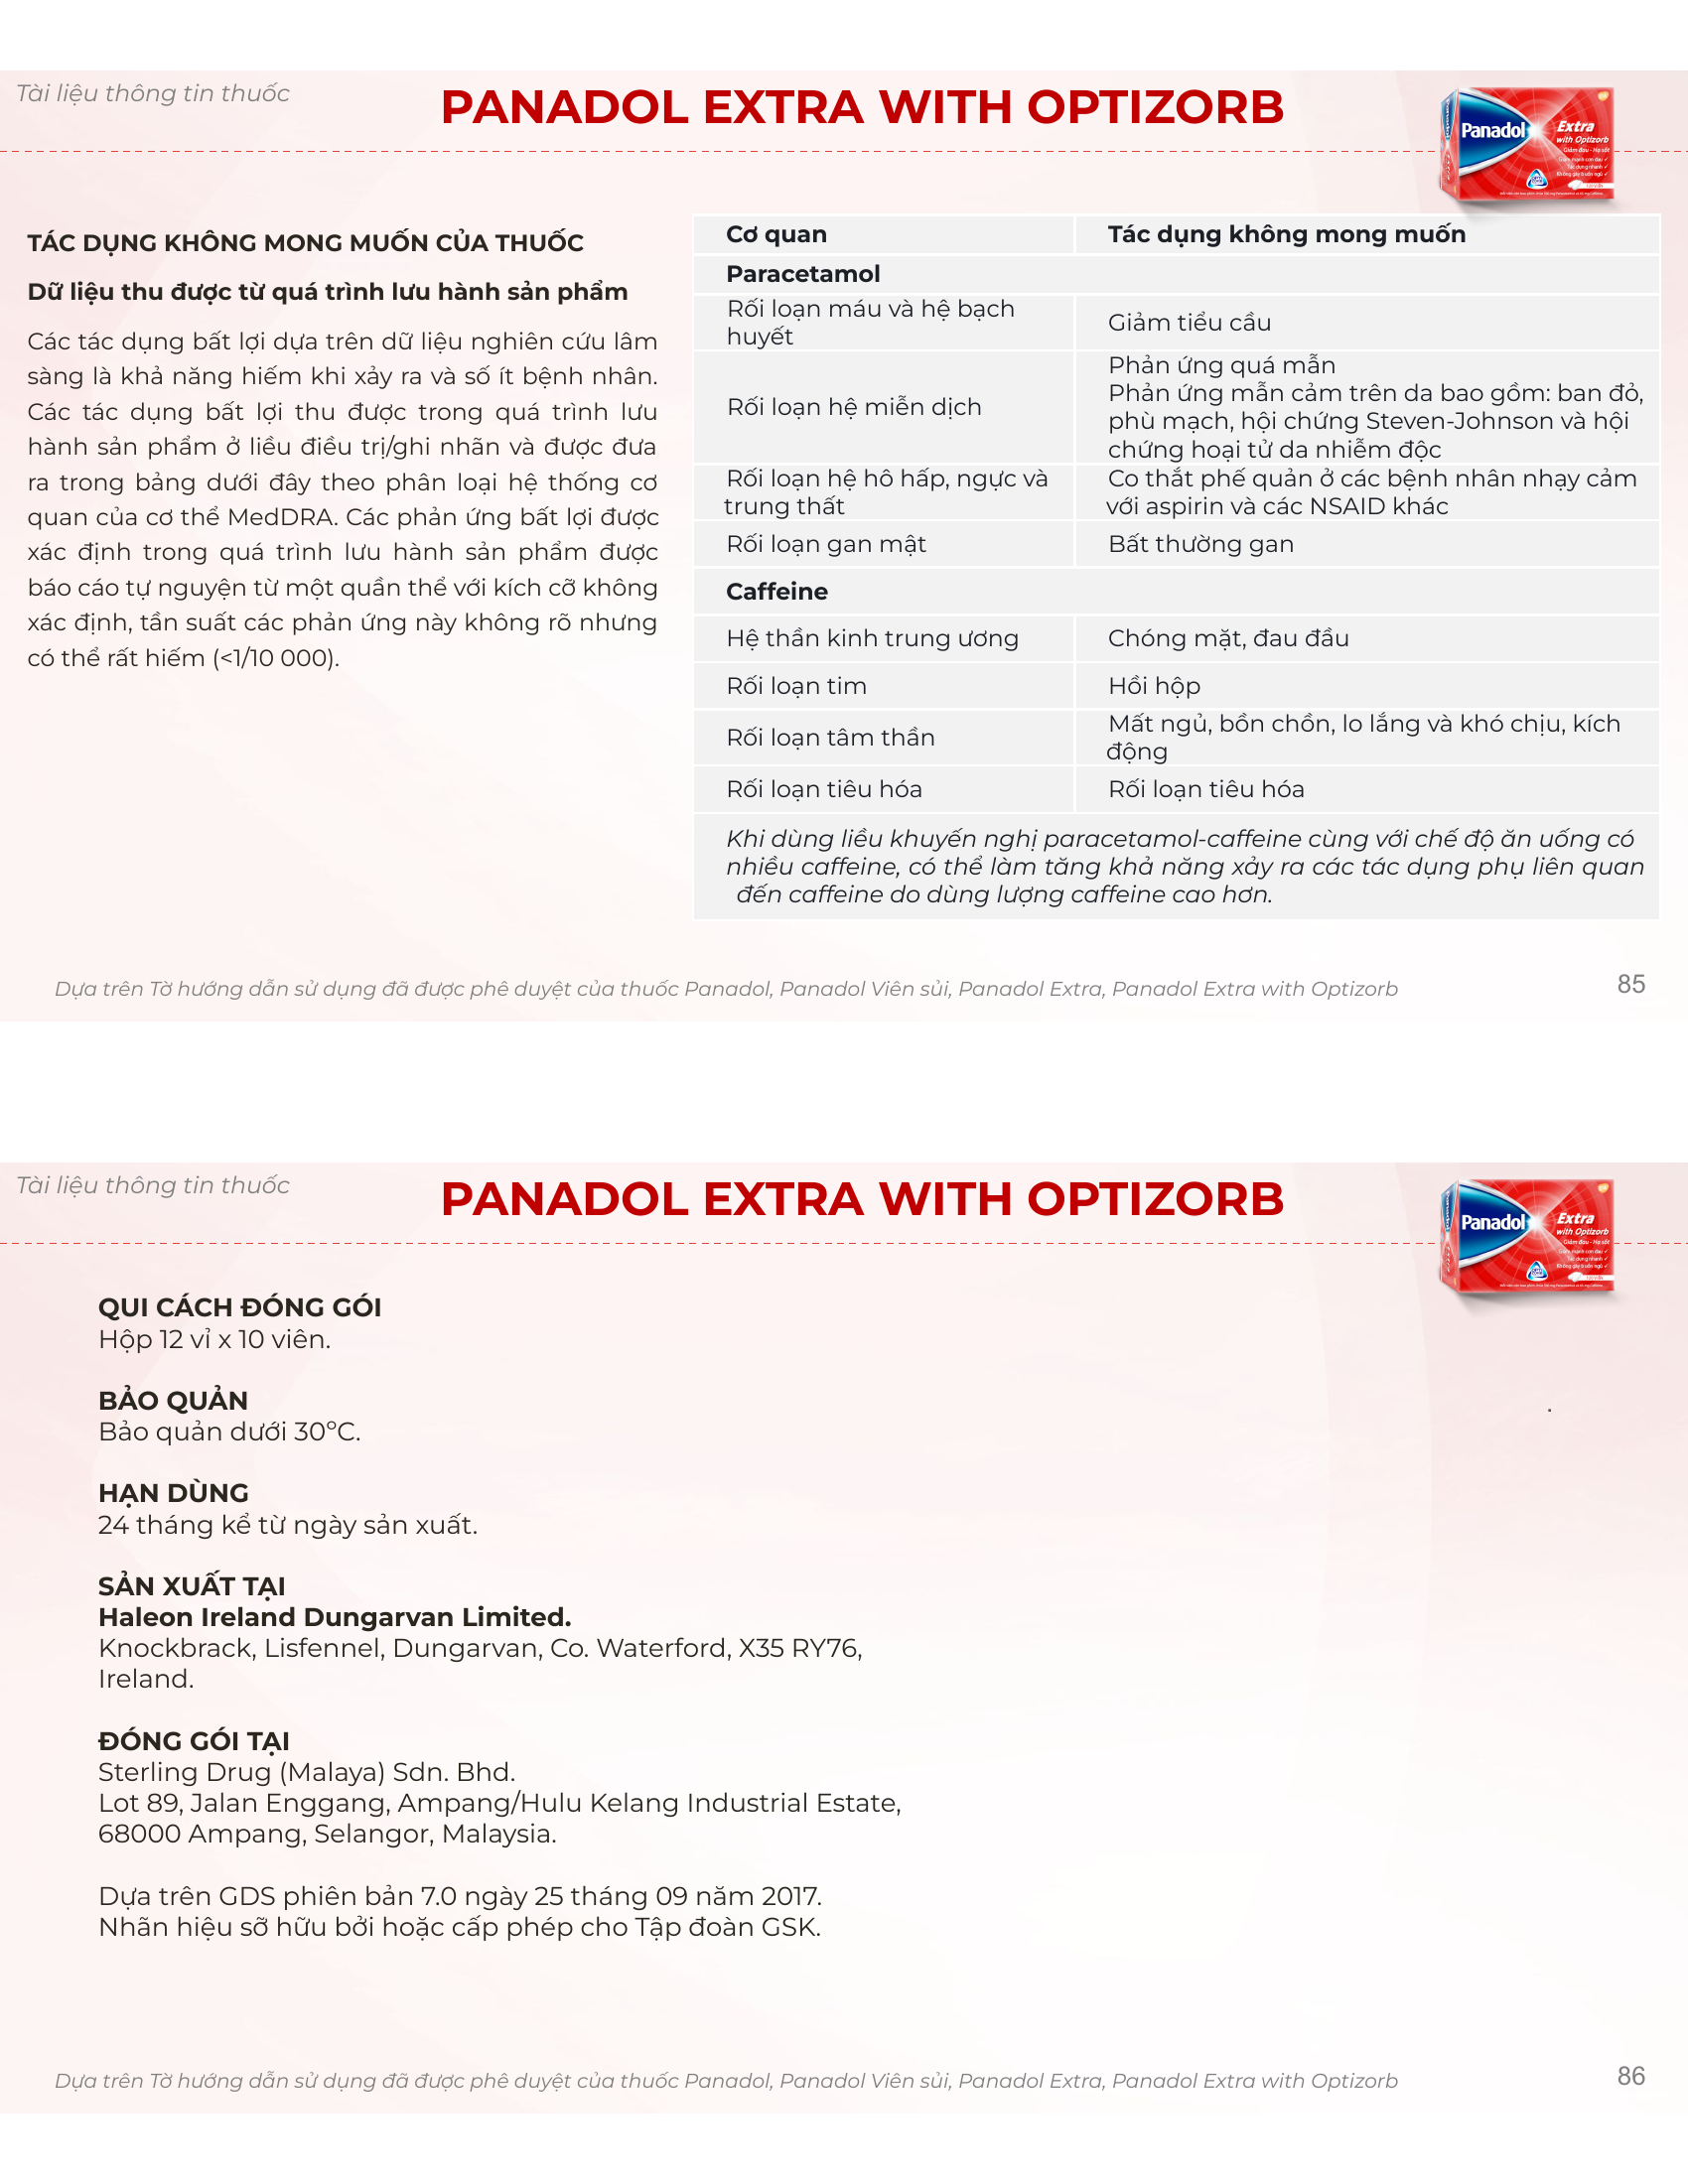 Tài liệu thông tin thuốc
PANADOL EXTRA WITH OPTIZORB
Panadol
Extra
with Optizorb
Giảm đau - Hạ sốt
TÁC DỤNG KHÔNG MONG MUỐN CỦA THUỐC
Dữ liệu thu được từ quá trình lưu hành sản phẩm
Các tác dụng bất lợi dựa trên dữ liệu nghiên cứu lâm
sàng là khả năng hiếm khi xảy ra và số ít bệnh nhân.
Các tác dụng bất lợi thu được trong quá trình lưu
hành sản phẩm ở liều điều trị/ghi nhãn và được đưa
ra trong bảng dưới đây theo phân loại hệ thống cơ
quan của cơ thể MedDRA. Các phản ứng bất lợi được
xác định trong quá trình lưu hành sản phẩm được
báo cáo tự nguyện từ một quần thể với kích cỡ không
xác định, tần suất các phản ứng này không rõ nhưng
có thể rất hiếm (<1/10 000).
Cơ quan Tác dụng không mong muốn
Paracetamol
Rối loạn máu và hệ bạch
huyết
Giảm tiểu cầu
Rối loạn hệ miễn dịch
Phản ứng quá mẫn
Phản ứng mẫn cảm trên da bao gồm: ban đỏ,
phù mạch, hội chứng Steven-Johnson và hội
chứng hoại tử da nhiễm độc
Rối loạn hệ hô hấp, ngực và
trung thất
Co thắt phế quản ở các bệnh nhân nhạy cảm
với aspirin và các NSAID khác
Rối loạn gan mật Bất thường gan
Caffeine
Hệ thần kinh trung ương Chóng mặt, đau đầu
Rối loạn tim Hồi hộp
Rối loạn tâm thần
Mất ngủ, bồn chồn, lo lắng và khó chịu, kích
động
Rối loạn tiêu hóa Rối loạn tiêu hóa
Khi dùng liều khuyến nghị paracetamol-caffeine cùng với chế độ ăn uống có
nhiều caffeine, có thể làm tăng khả năng xảy ra các tác dụng phụ liên quan
đến caffeine do dùng lượng caffeine cao hơn.
Dựa trên Tờ hướng dẫn sử dụng đã được phê duyệt của thuốc Panadol, Panadol Viên sủi, Panadol Extra, Panadol Extra with Optizorb
85
Tài liệu thông tin thuốc
PANADOL EXTRA WITH OPTIZORB
Panadol
Extra
with Optizorb
Giảm đau - Hạ sốt
QUI CÁCH ĐÓNG GÓI
Hộp 12 vỉ x 10 viên.
BẢO QUẢN
Bảo quản dưới 30ºC.
.
HẠN DÙNG
24 tháng kể từ ngày sản xuất.
SẢN XUẤT TẠI
Haleon Ireland Dungarvan Limited.
Knockbrack, Lisfennel, Dungarvan, Co. Waterford, X35 RY76,
Ireland.
ĐÓNG GÓI TẠI
Sterling Drug (Malaya) Sdn. Bhd.
Lot 89, Jalan Enggang, Ampang/Hulu Kelang Industrial Estate,
68000 Ampang, Selangor, Malaysia.
Dựa trên GDS phiên bản 7.0 ngày 25 tháng 09 năm 2017.
Nhãn hiệu sỡ hữu bởi hoặc cấp phép cho Tập đoàn GSK.
Dựa trên Tờ hướng dẫn sử dụng đã được phê duyệt của thuốc Panadol, Panadol Viên sủi, Panadol Extra, Panadol Extra with Optizorb
86